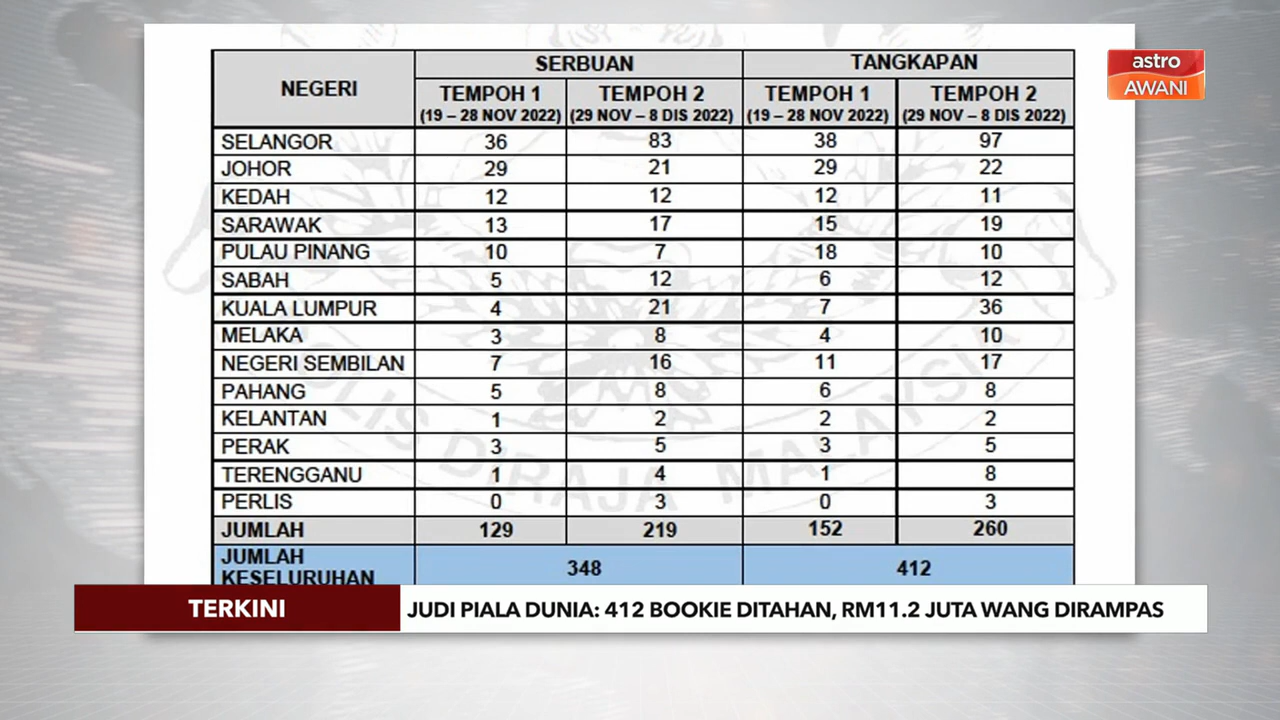 astro
AWANI
NEGERI SERBUAN TANGKAPAN
TEMPOH 1 TEMPOH 2 TEMPOH 1 TEMPOH 2
(19 – 28 NOV 2022) (29 NOV – 8 DIS 2022) (19 – 28 NOV 2022) (29 NOV – 8 DIS 2022)
SELANGOR 36 83 38 97
JOHOR 29 21 29 22
KEDAH 12 12 12 11
SARAWAK 13 17 15 19
PULAU PINANG 10 7 18 10
SABAH 5 12 6 12
KUALA LUMPUR 4 21 7 36
MELAKA 3 8 4 10
NEGERI SEMBILAN 7 16 11 17
PAHANG 5 8 6 8
KELANTAN 1 2 2 2
PERAK 3 5 3 5
TERENGGANU 1 4 1 8
PERLIS 0 3 0 3
JUMLAH 129 219 152 260
JUMLAH
KESELURUHAN 348 412
POLIS DIRAJA MALAYSIA
TERKINI JUDI PIALA DUNIA: 412 BOOKIE DITAHAN, RM11.2 JUTA WANG DIRAMPAS